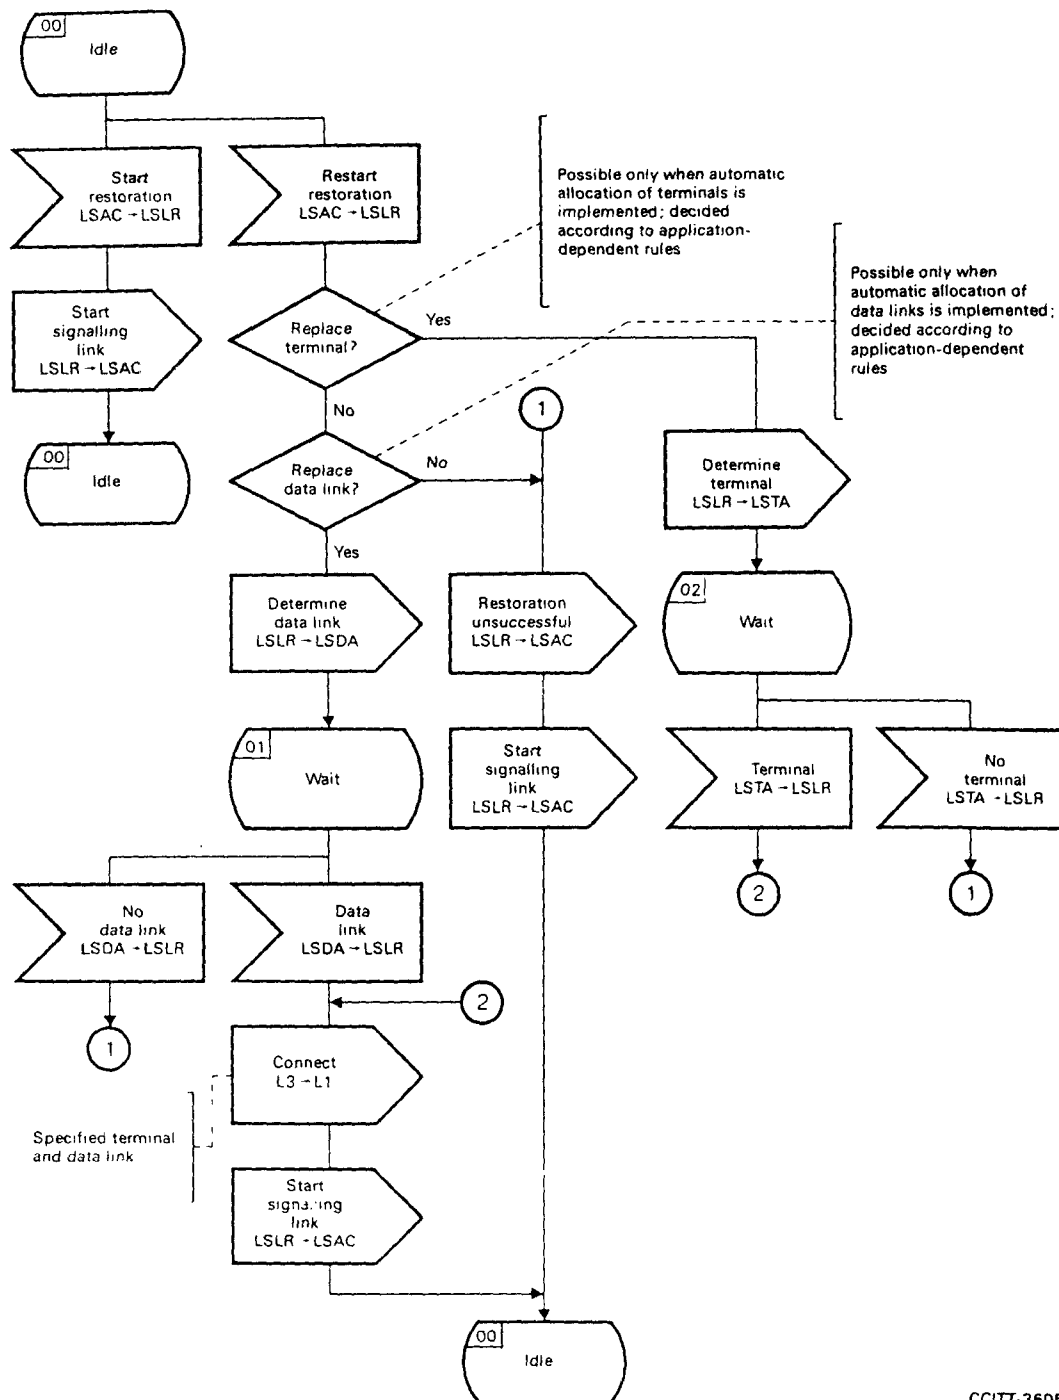 00
Idle
Start
restoration
LSAC → LSLR
Restart
restoration
LSAC → LSLR
Possible only when automatic
allocation of terminals is
implemented; decided
according to application-
dependent rules
Possible only when
automatic allocation of
data links is implemented;
decided according to
application-dependent
rules
Start
signalling
link
LSLR → LSAC
Replace
terminal?
Yes
No
1
00
Idle
Replace
data link?
No
Yes
Determine
terminal
LSLR → LSTA
Determine
data link
LSLR → LSDA
Restoration
unsuccessful
LSLR → LSAC
02
Wait
01
Wait
Start
signalling
link
LSLR → LSAC
Terminal
LSTA → LSLR
No
terminal
LSTA → LSLR
2
1
No
data link
LSDA → LSLR
Data
link
LSDA → LSLR
2
1
Connect
L3 → L1
Specified terminal
and data link
Start
signalling
link
LSLR → LSAC
00
Idle